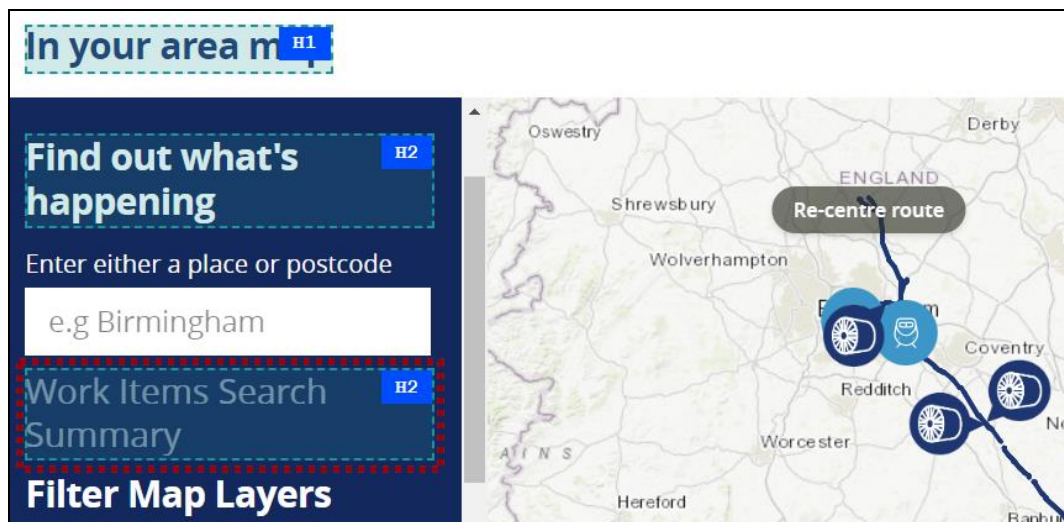 In your area
H1
Find out what's
happening
H2
Enter either a place or postcode
e.g Birmingham
Work Items Search
Summary
H2
Filter Map Layers
Oswestry
Derby
ENGLAND
Shrewsbury
Re-centre route
Wolverhampton
Coventry
Redditch
Worcester
Hereford